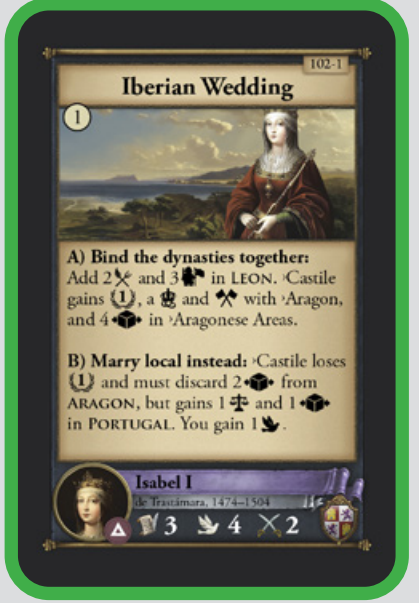 102-1
Iberian Wedding
1
A) Bind the dynasties together:
Add 2 and 3 in LEON. ›Castile
gains (1), a and with ›Aragon,
and 4 in ›Aragonese Areas.
B) Marry local instead: ›Castile loses
(1) and must discard 2 from
ARAGON, but gains 1 and 1
in PORTUGAL. You gain 1 .
Isabel I
de Trastámara, 1474–1504
3 4 2